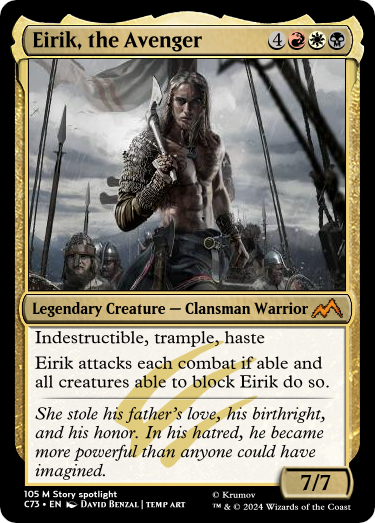 Eirik, the Avenger 4
Legendary Creature — Clansman Warrior
Indestructible, trample, haste
Eirik attacks each combat if able and
all creatures able to block Eirik do so.
She stole his father's love, his birthright,
and his honor. In his hatred, he became
more powerful than anyone could have
imagined.
7/7
105 M Story spotlight © Krumov
C73 • EN David Benzal | TEMP ART ™ & © 2024 Wizards of the Coast